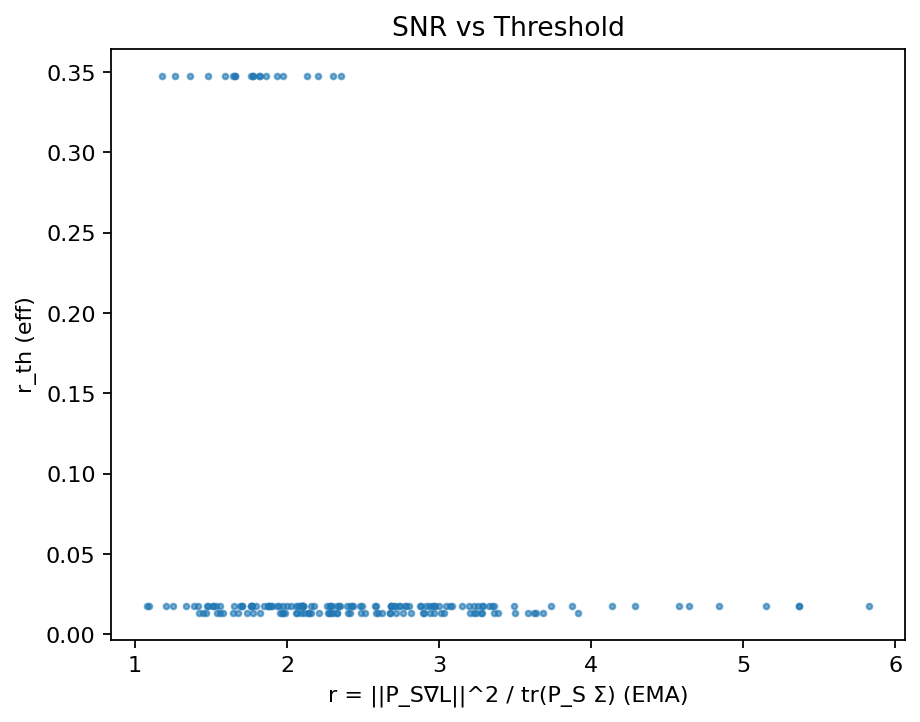 SNR vs Threshold
0.35
0.30
0.25
0.20
0.15
0.10
0.05
0.00
r_th (eff)
1 2 3 4 5 6
r = ||P_S∇L||^2 / tr(P_S Σ) (EMA)